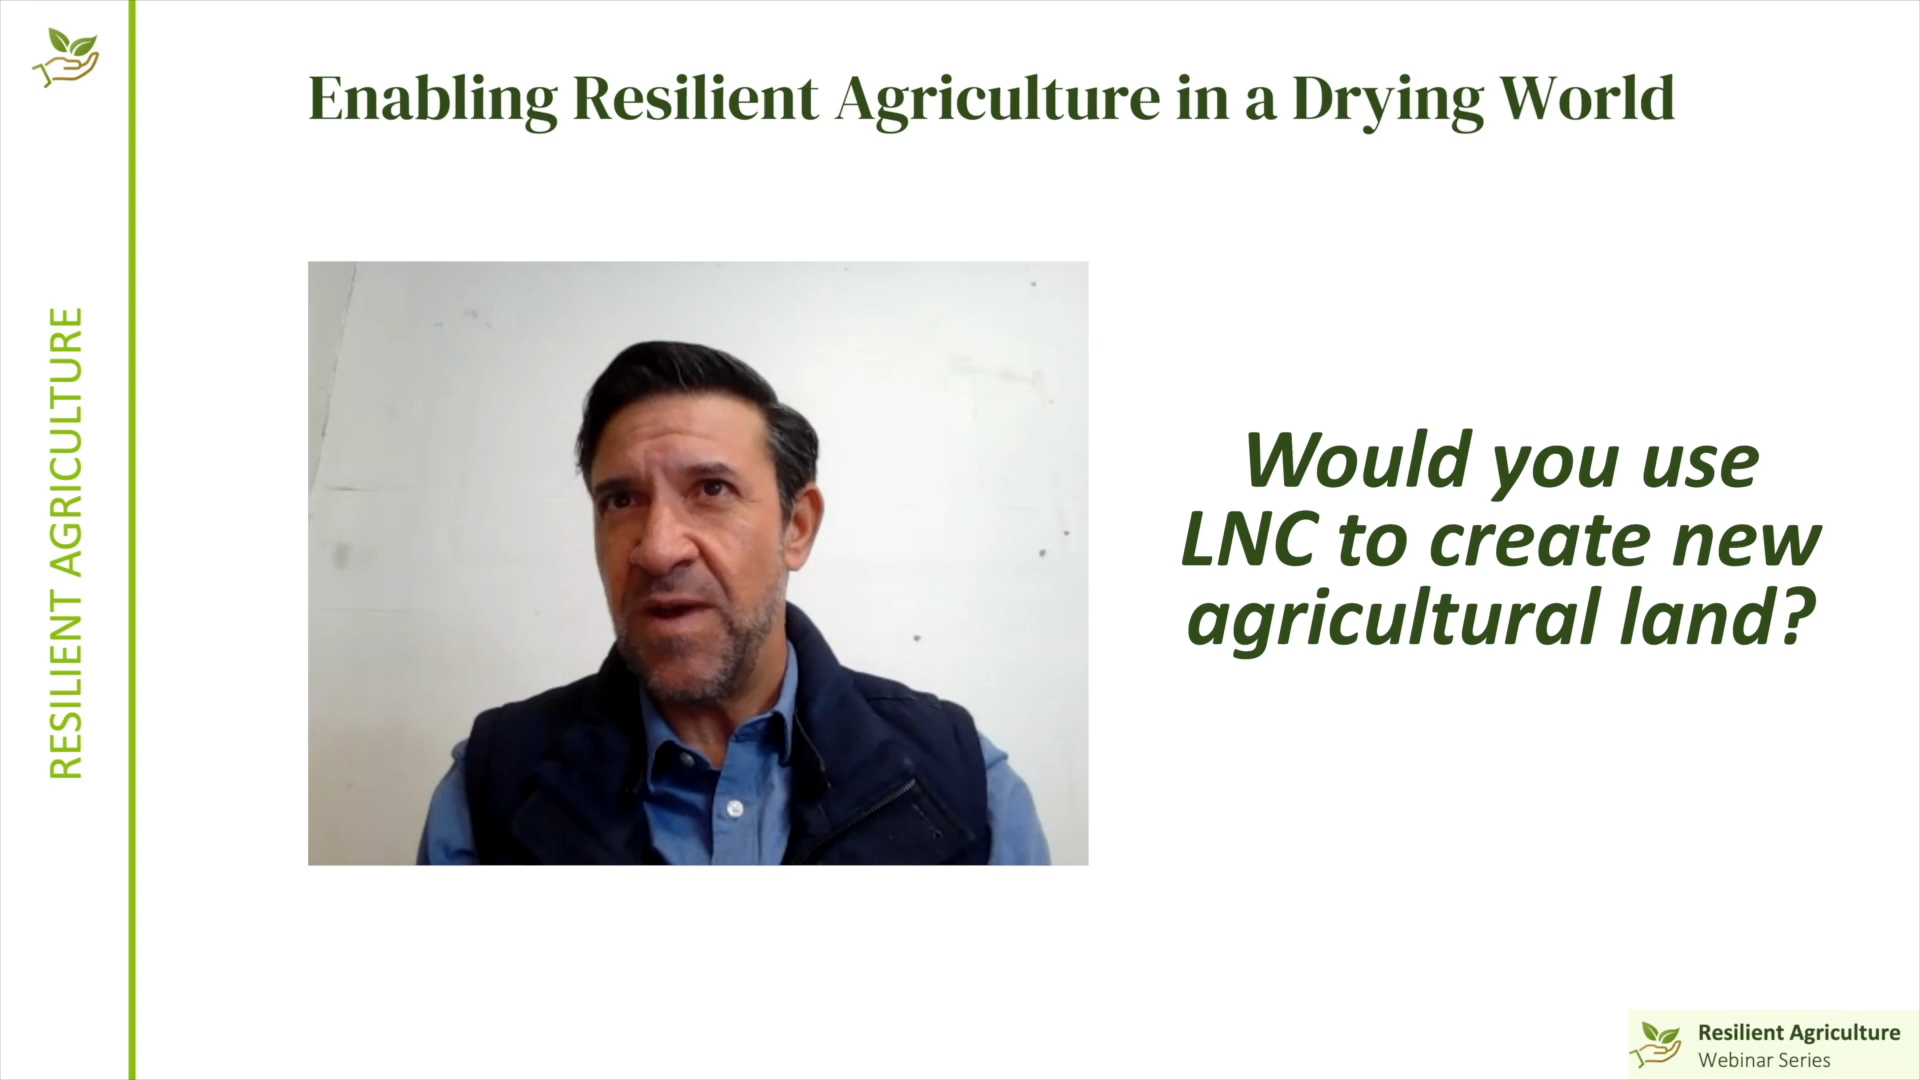 Enabling Resilient Agriculture in a Drying World
RESILIENT AGRICULTURE
Would you use
LNC to create new
agricultural land?
Resilient Agriculture
Webinar Series